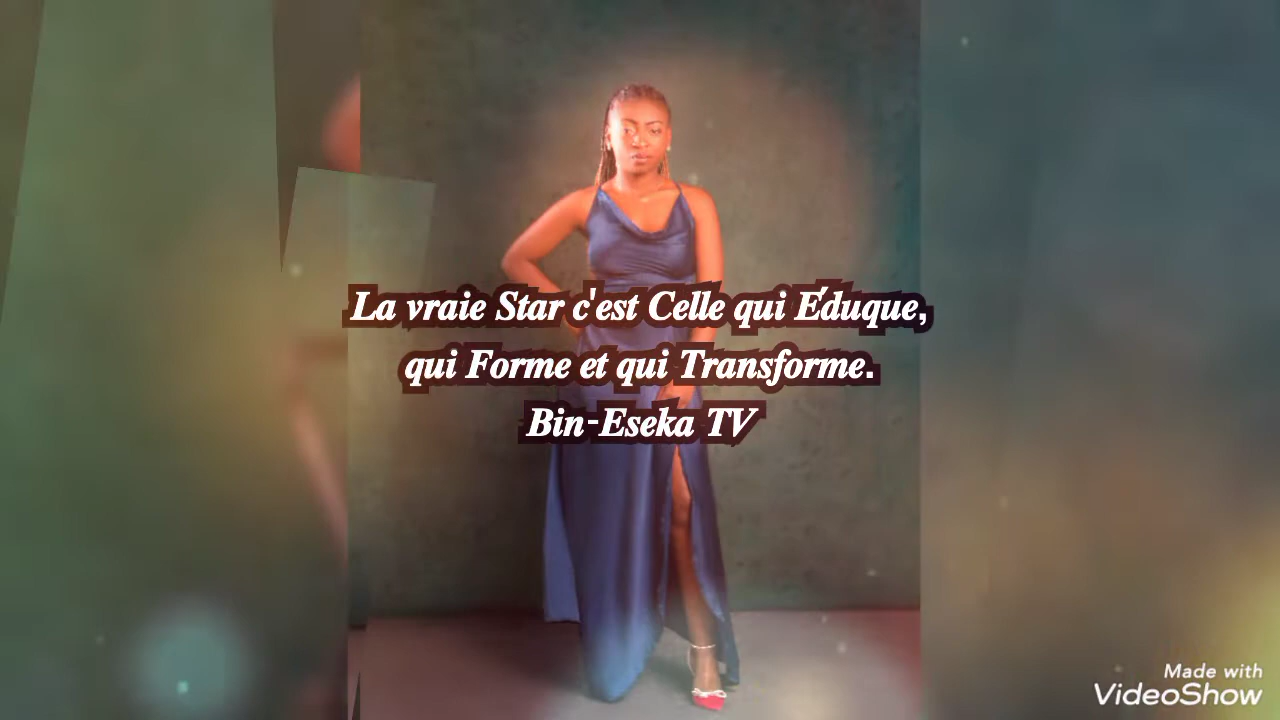 La vraie Star c'est Celle qui Éduque,
qui Forme et qui Transforme.
Bin-Eseka TV
Made with
VideoShow